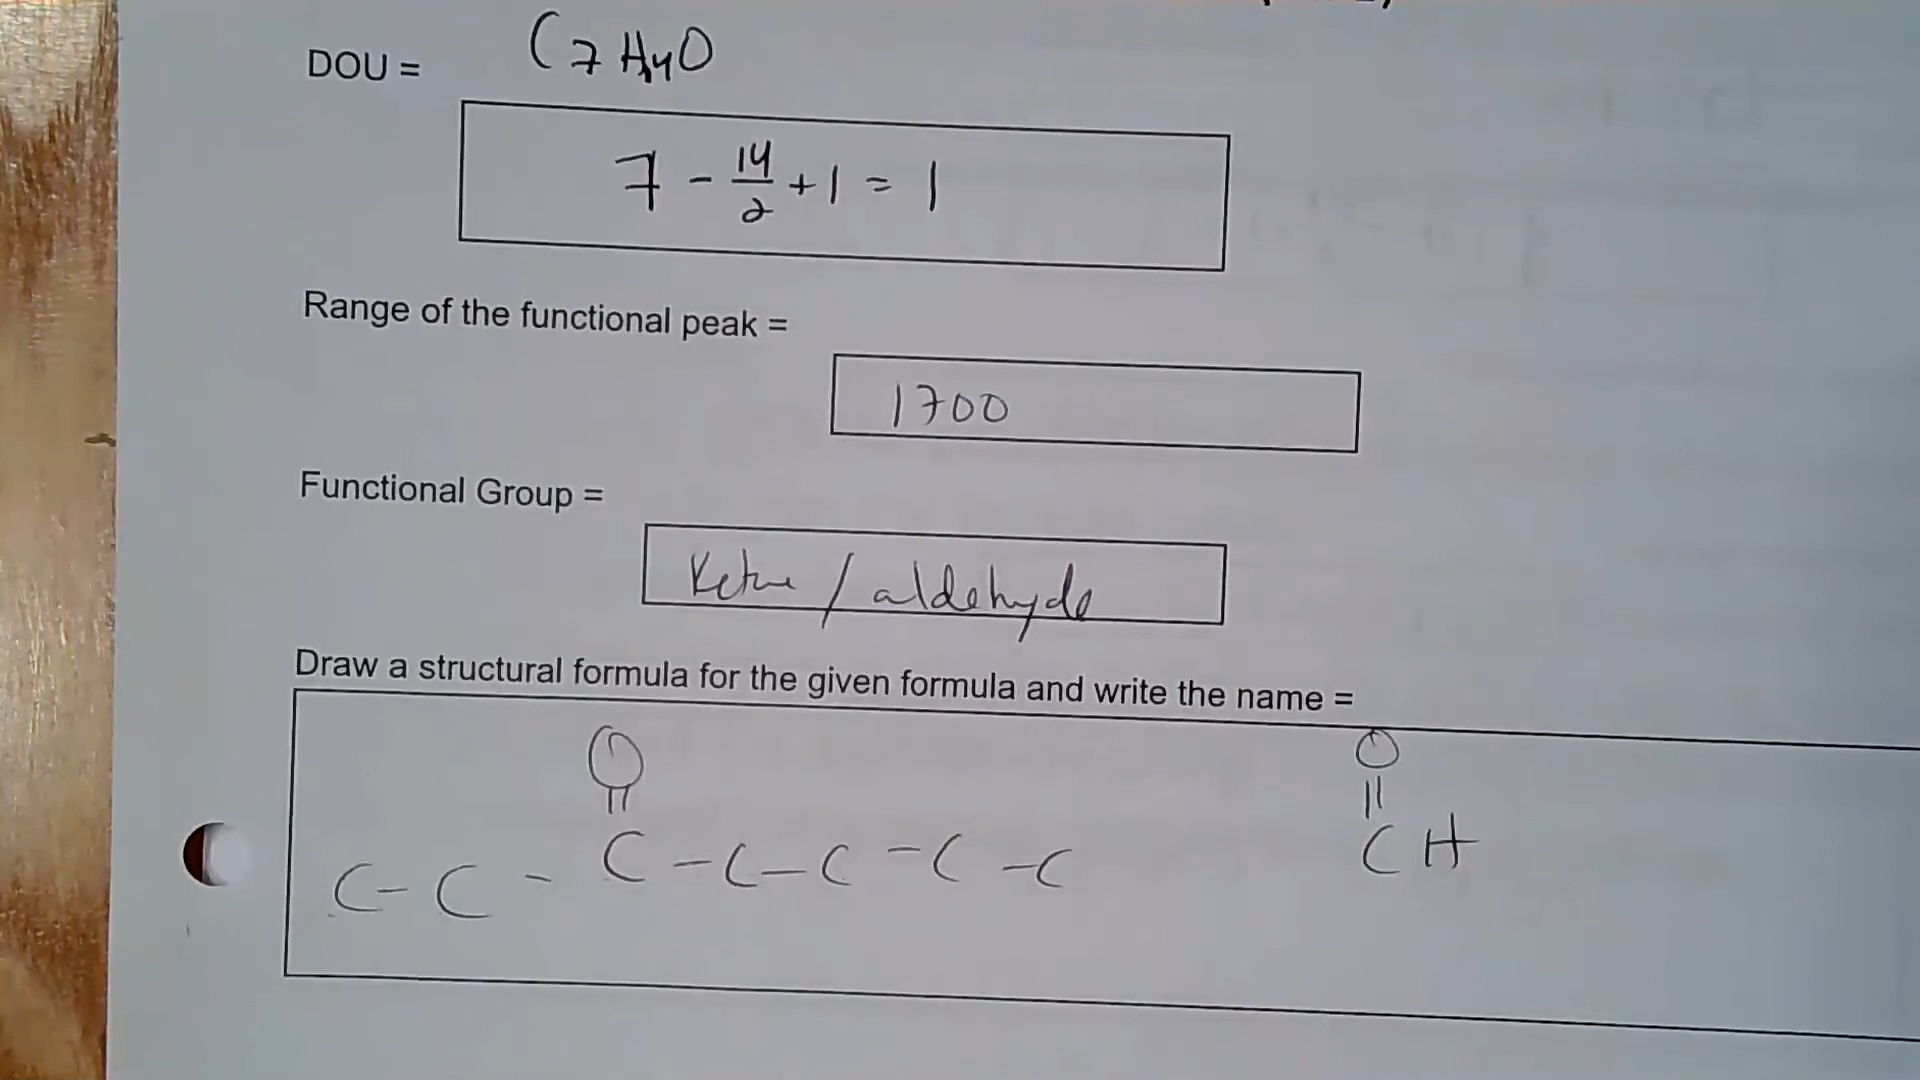 DOU = C7H14O
7 - 14/2 + 1 = 1
Range of the functional peak =
1700
Functional Group =
Ketone / aldehyde
Draw a structural formula for the given formula and write the name =
O O
|| ||
C-C-C-C-C-C-C CH